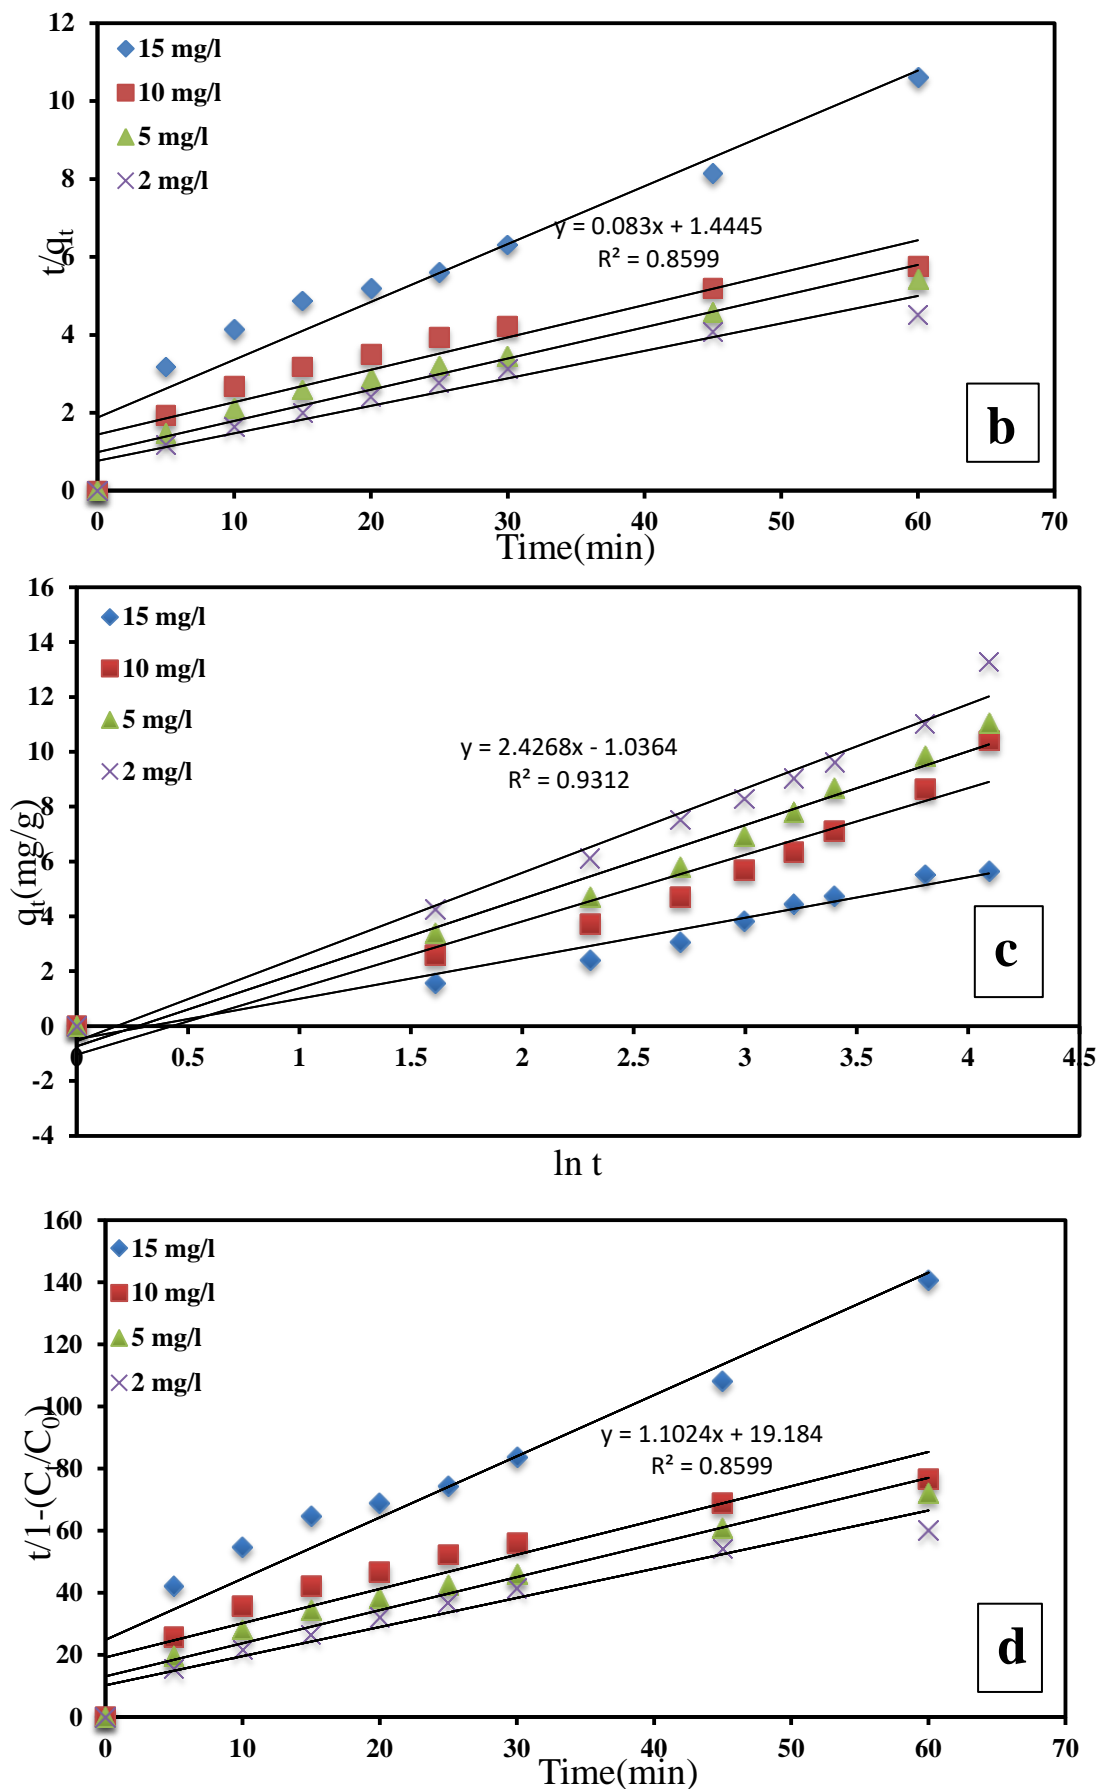 12
10
8
6
4
2
0
t/qt
15 mg/l
10 mg/l
5 mg/l
2 mg/l
y = 0.083x + 1.4445
R² = 0.8599
b
0 10 20 30 40 50 60 70
Time(min)
16
14
12
10
8
6
4
2
0
-2
-4
qt(mg/g)
15 mg/l
10 mg/l
5 mg/l
2 mg/l
y = 2.4268x - 1.0364
R² = 0.9312
c
0 0.5 1 1.5 2 2.5 3 3.5 4 4.5
ln t
160
140
120
100
80
60
40
20
0
t/1-(Ct/C0)
15 mg/l
10 mg/l
5 mg/l
2 mg/l
y = 1.1024x + 19.184
R² = 0.8599
d
0 10 20 30 40 50 60 70
Time(min)